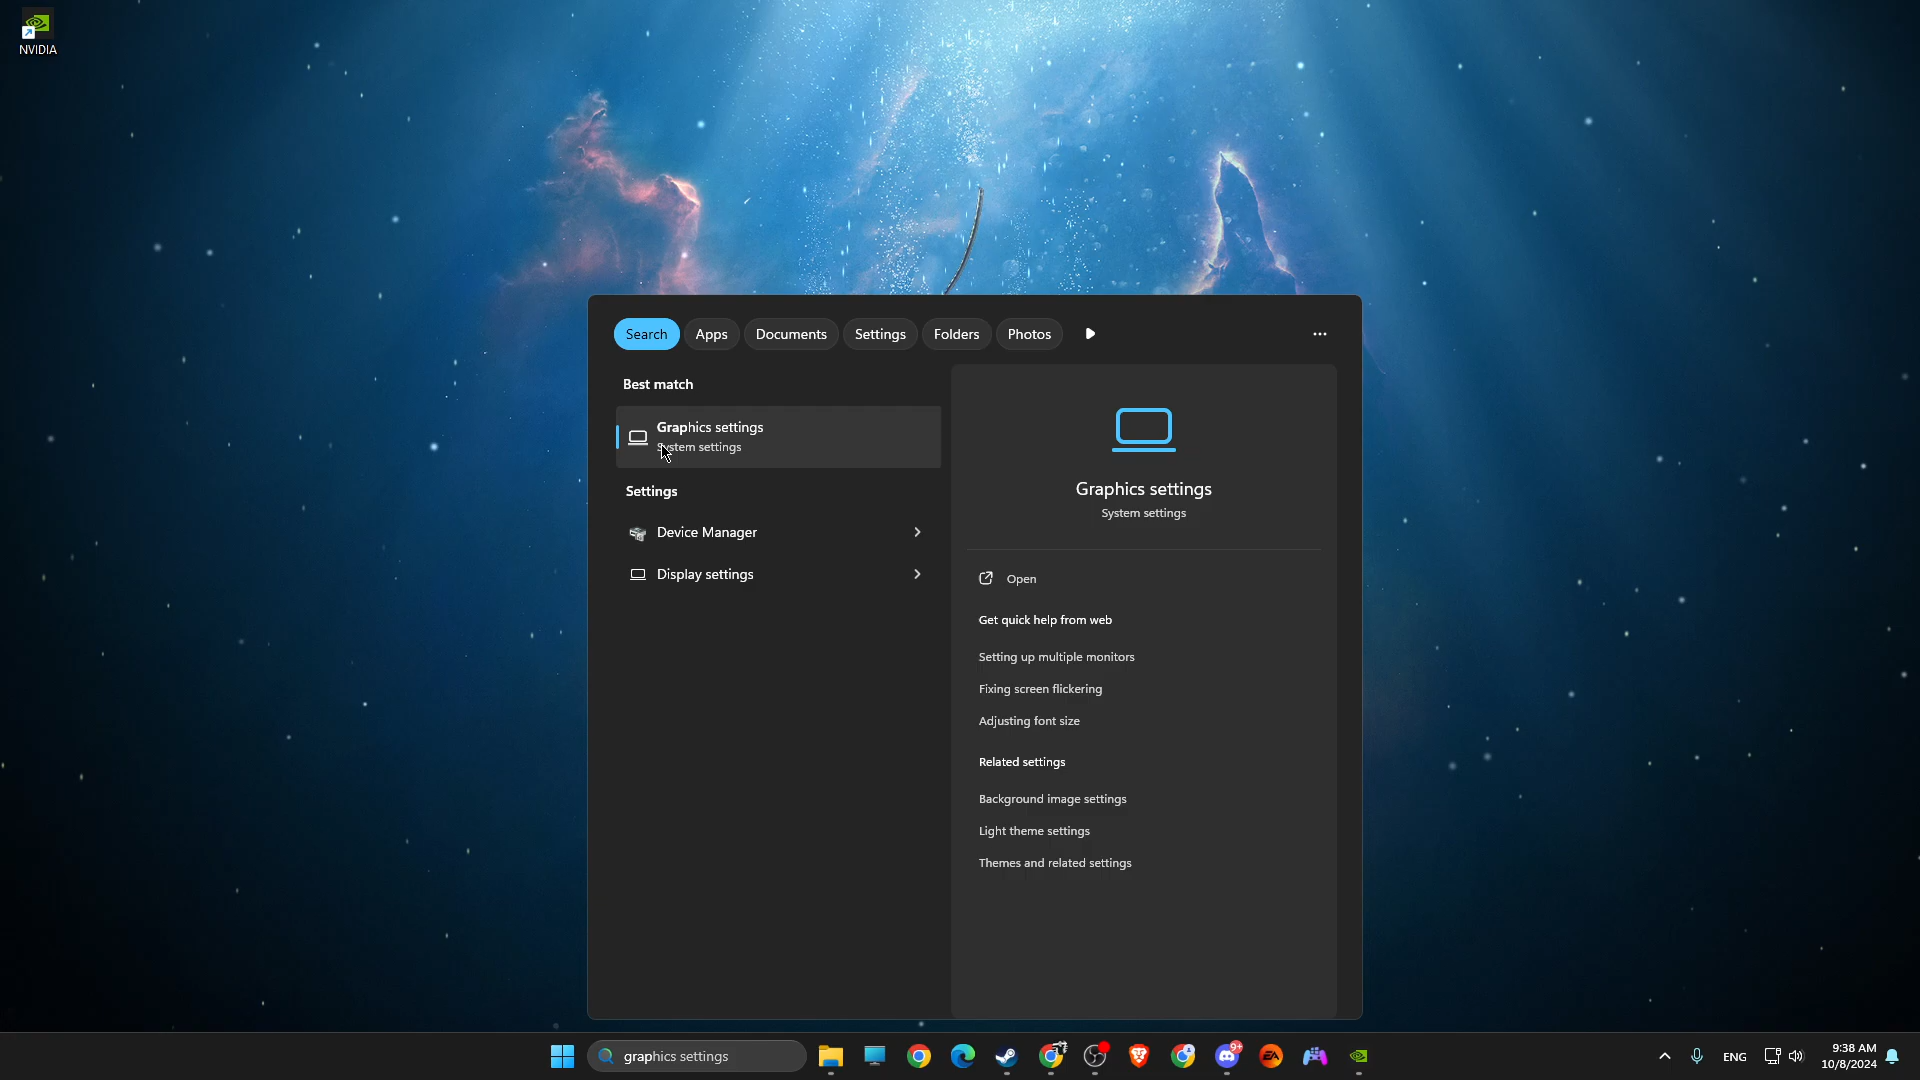 NVIDIA
Search Apps Documents Settings Folders Photos
Best match
Graphics settings
System settings
Settings
Device Manager
Display settings
Graphics settings
System settings
Open
Get quick help from web
Setting up multiple monitors
Fixing screen flickering
Adjusting font size
Related settings
Background image settings
Light theme settings
Themes and related settings
graphics settings
9+
EA
ENG
9:38 AM
10/8/2024